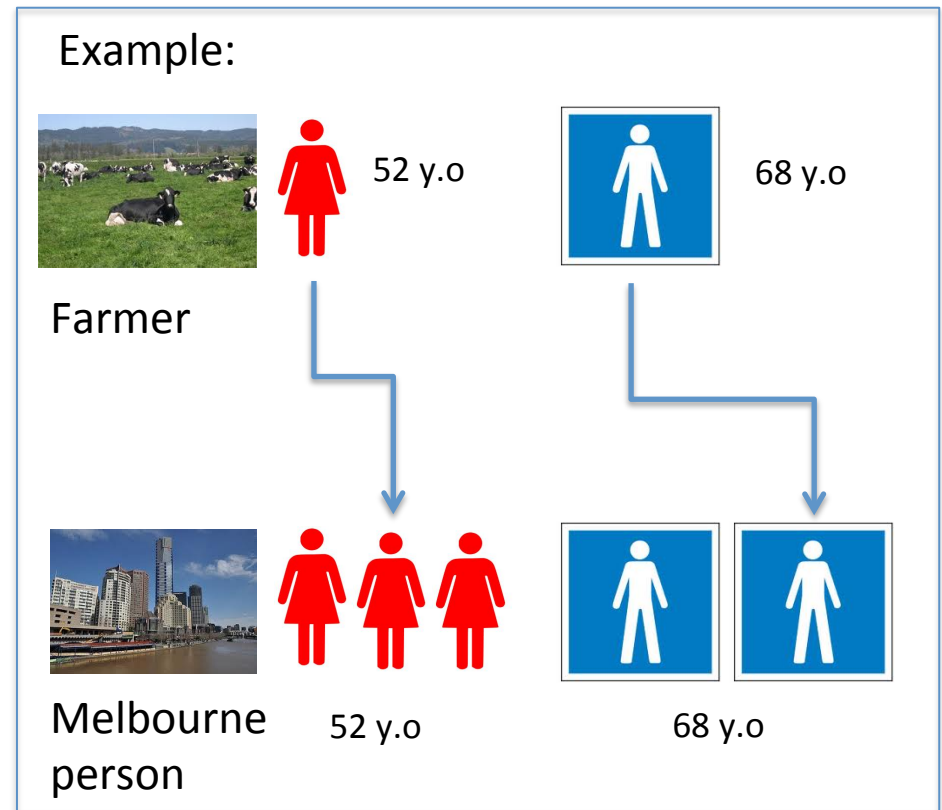 Example:
52 y.o
68 y.o
Farmer
Melbourne
person
52 y.o
68 y.o